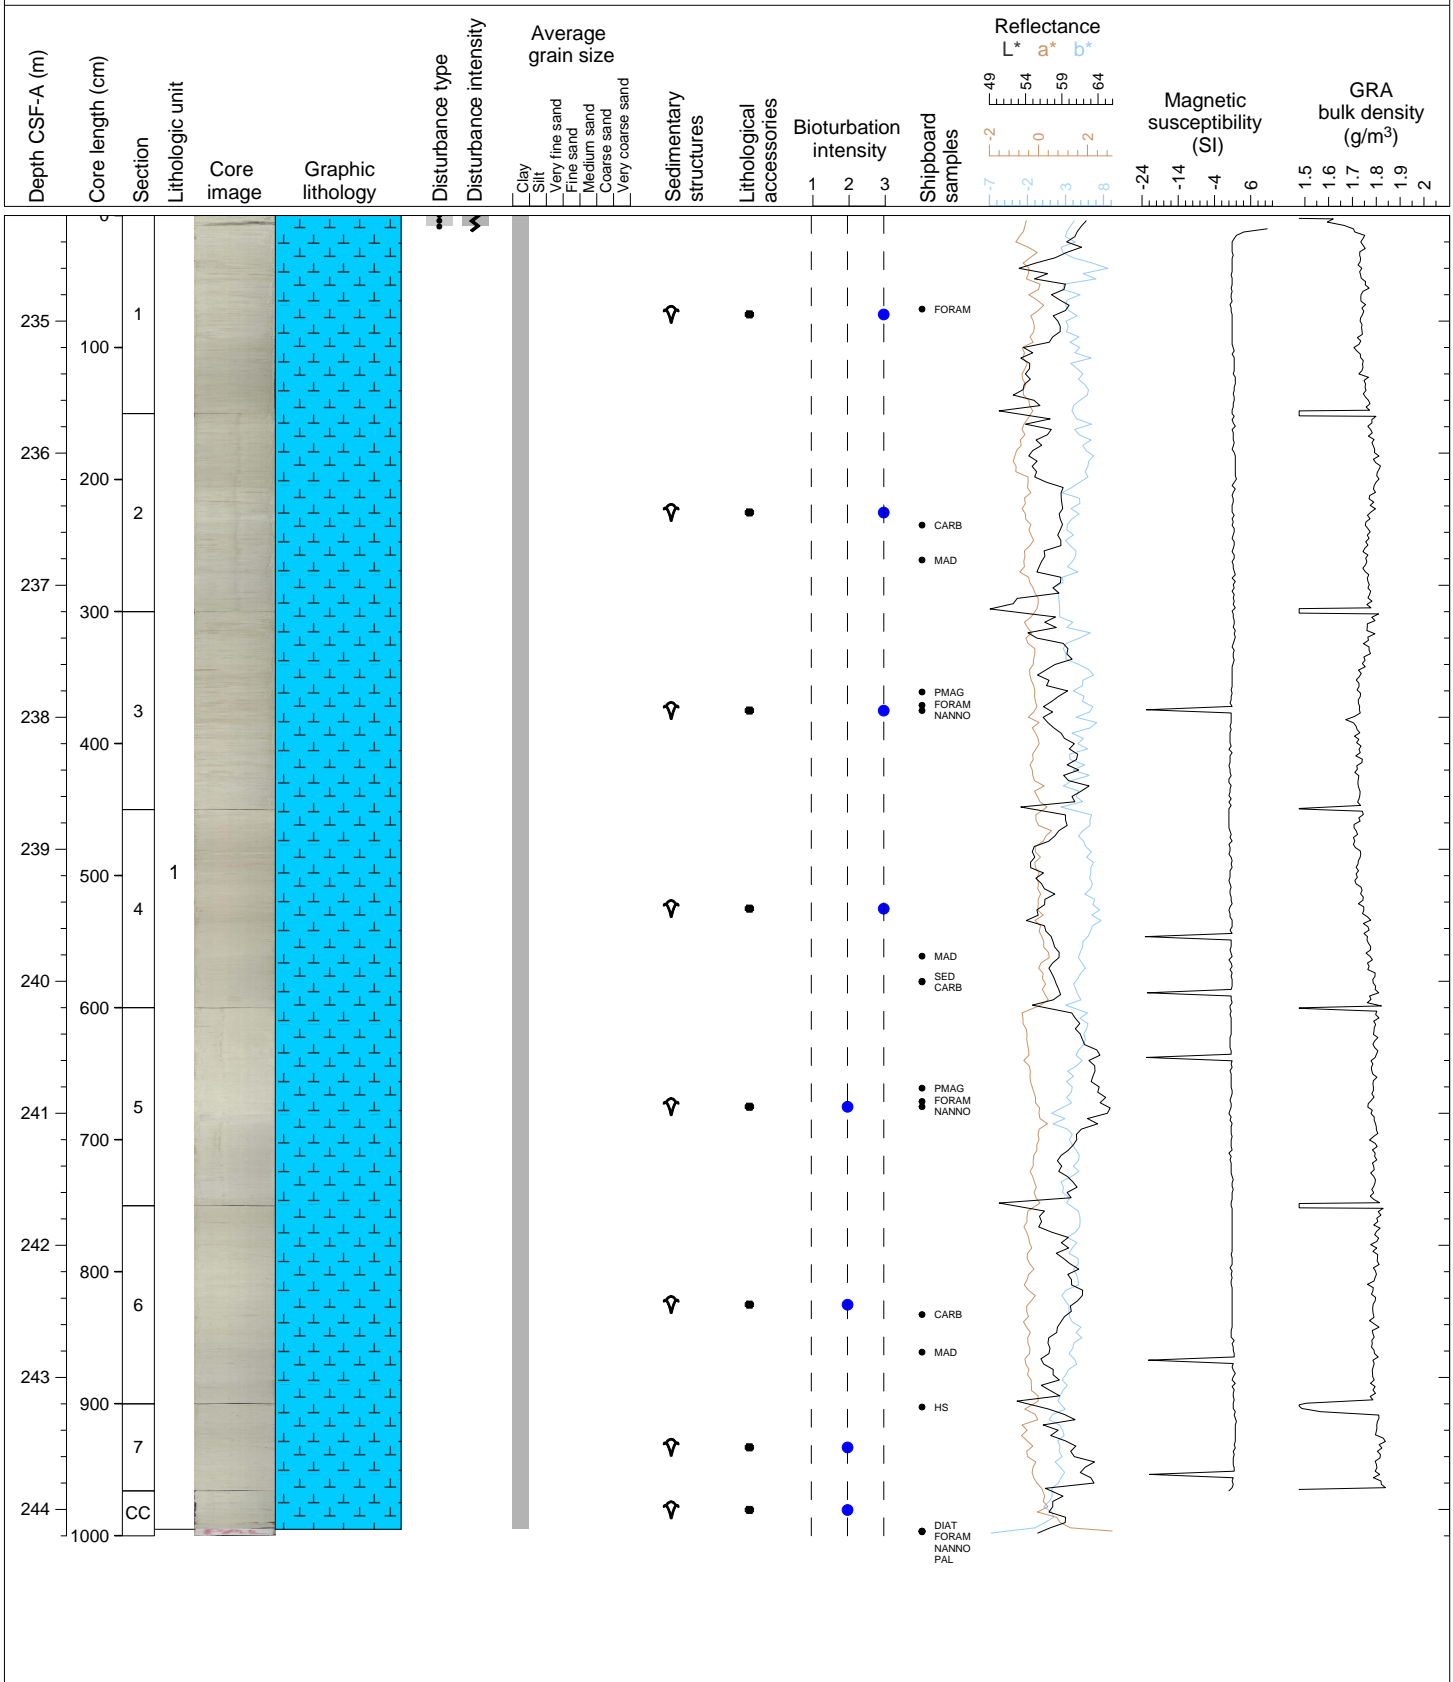 Depth CSF-A (m)
Core length (cm)
Section
Lithologic unit
Core
image
Graphic
lithology
Disturbance type
Disturbance intensity
Average
grain size
Clay
Silt
Very fine sand
Fine sand
Medium sand
Coarse sand
Very coarse sand
Sedimentary
structures
Lithological
accessories
Bioturbation
intensity
1 2 3
Shipboard
samples
Reflectance
L* a* b*
49 54 59 64
-2 0 2
-7 -2 3 8
Magnetic
susceptibility
(SI)
-24 -14 -4 6
GRA
bulk density
(g/m3)
1.5 1.6 1.7 1.8 1.9 2
0
1
FORAM
235
100
236
200
2
CARB
MAD
237
300
PMAG
FORAM
NANNO
3
238
400
239
1
500
4
MAD
SED
CARB
240
600
PMAG
FORAM
NANNO
5
241
700
242
800
6
CARB
MAD
243
900
HS
7
244
CC
1000
DIAT
FORAM
NANNO
PAL